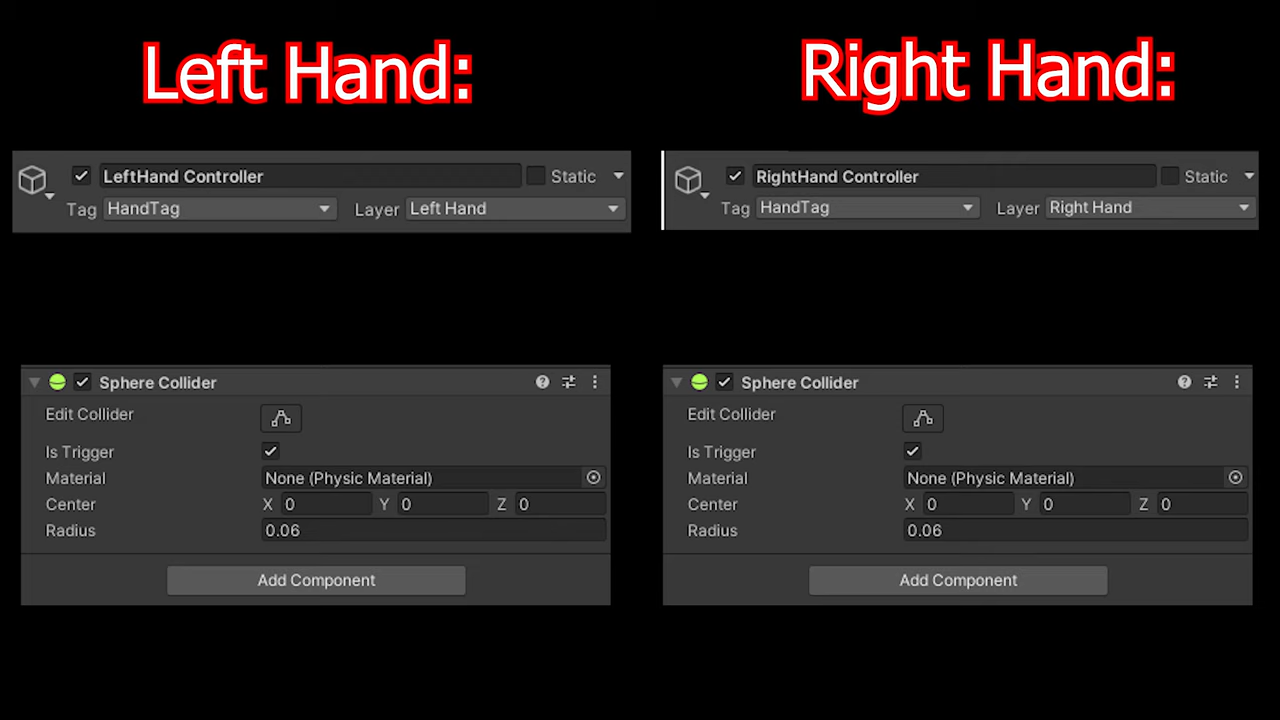 Left Hand:
LeftHand Controller Static
Tag HandTag Layer Left Hand
Sphere Collider
Edit Collider
Is Trigger
Material None (Physic Material)
Center X 0 Y 0 Z 0
Radius 0.06
Add Component
Right Hand:
RightHand Controller Static
Tag HandTag Layer Right Hand
Sphere Collider
Edit Collider
Is Trigger
Material None (Physic Material)
Center X 0 Y 0 Z 0
Radius 0.06
Add Component